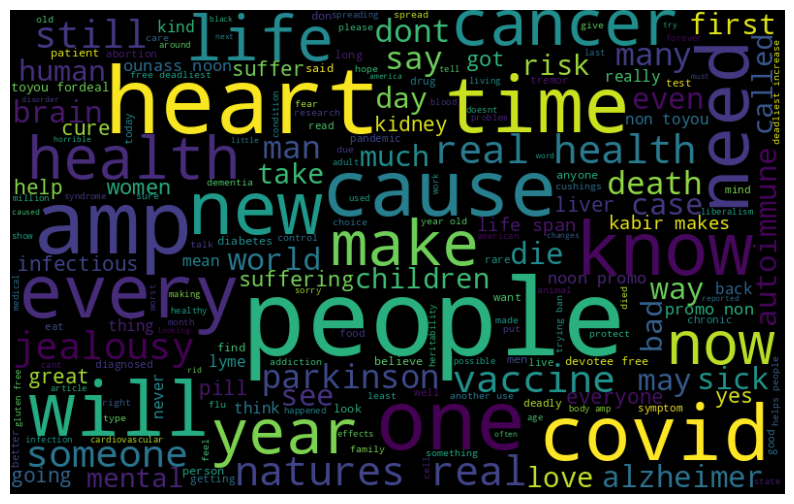 old
kind
black
spreading
don
please
spread
cancer
give
try
first
forever
still
around
care
next
life
dont
america
last
must
patient
abortion
long
hope
tell
living
human
ounass noon
suffer
said
say
got
risk
many
called
need
deadliest increase
toyou fordeal
free deadliest
heart
day
drug
doesnt
tremor
time
really
test
brain
disorder
today
fear
research
condition
blood
problem
even
cure
horrible
little
read
pandemic
kidney
non toyou
health
man
due
adult
much
real
health
word
anyone
cushings
autoimmune
help
women
dementia
take
cause
work
death
mind
million
syndrome
sure
used
liver
case
liberalism
caused
amp
new
choice
year old
life span
kabir makes
show
talk
diabetes
control
make
american
changes
rare
die
know
infectious
mean
world
noon promo
back
reported
medical
every
worst
making
healthy
month
suffering
sorry
children
want
animal
died
way
bad
promo non
chronic
eat
thing
looking
find
food
people
made
put
trying ban
protect
now
jealousy
cant
rid
lyme
addiction
believe
heritability
men
possible
live
devotee free
great
diagnosed
article
pill
parkinson
vaccine
may
sick
gluten free
will
right
never
see
least
well
another use
deadly
everyone
yes
helps people
good
better
type
flu
think
happened
look
one
body amp
symptom
infection
cardiovascular
feel
year
effects
often
age
covid
someone
person
family
cell
something
state
going
mental
getting
natures
real
love
alzheimer